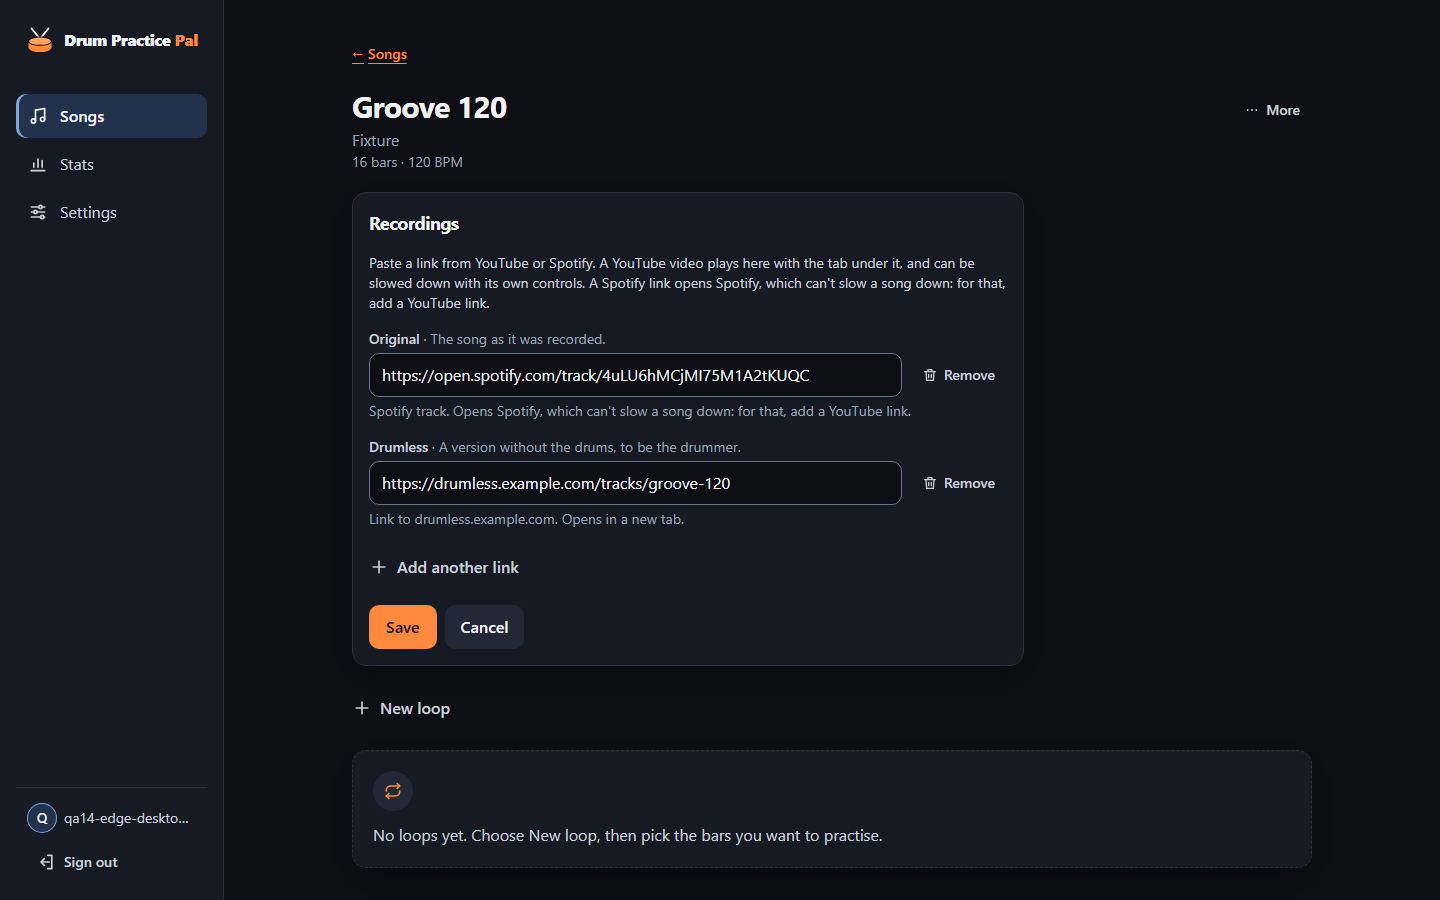 Drum Practice Pal
Songs
Stats
Settings
← Songs
Groove 120
Fixture
16 bars · 120 BPM
··· More
Recordings
Paste a link from YouTube or Spotify. A YouTube video plays here with the tab under it, and can be
slowed down with its own controls. A Spotify link opens Spotify, which can't slow a song down: for that,
add a YouTube link.
Original · The song as it was recorded.
https://open.spotify.com/track/4uLU6hMCjMI75M1A2tKUQC
Remove
Spotify track. Opens Spotify, which can't slow a song down: for that, add a YouTube link.
Drumless · A version without the drums, to be the drummer.
https://drumless.example.com/tracks/groove-120
Remove
Link to drumless.example.com. Opens in a new tab.
+ Add another link
Save
Cancel
+ New loop
No loops yet. Choose New loop, then pick the bars you want to practise.
Q
qa14-edge-deskto...
Sign out